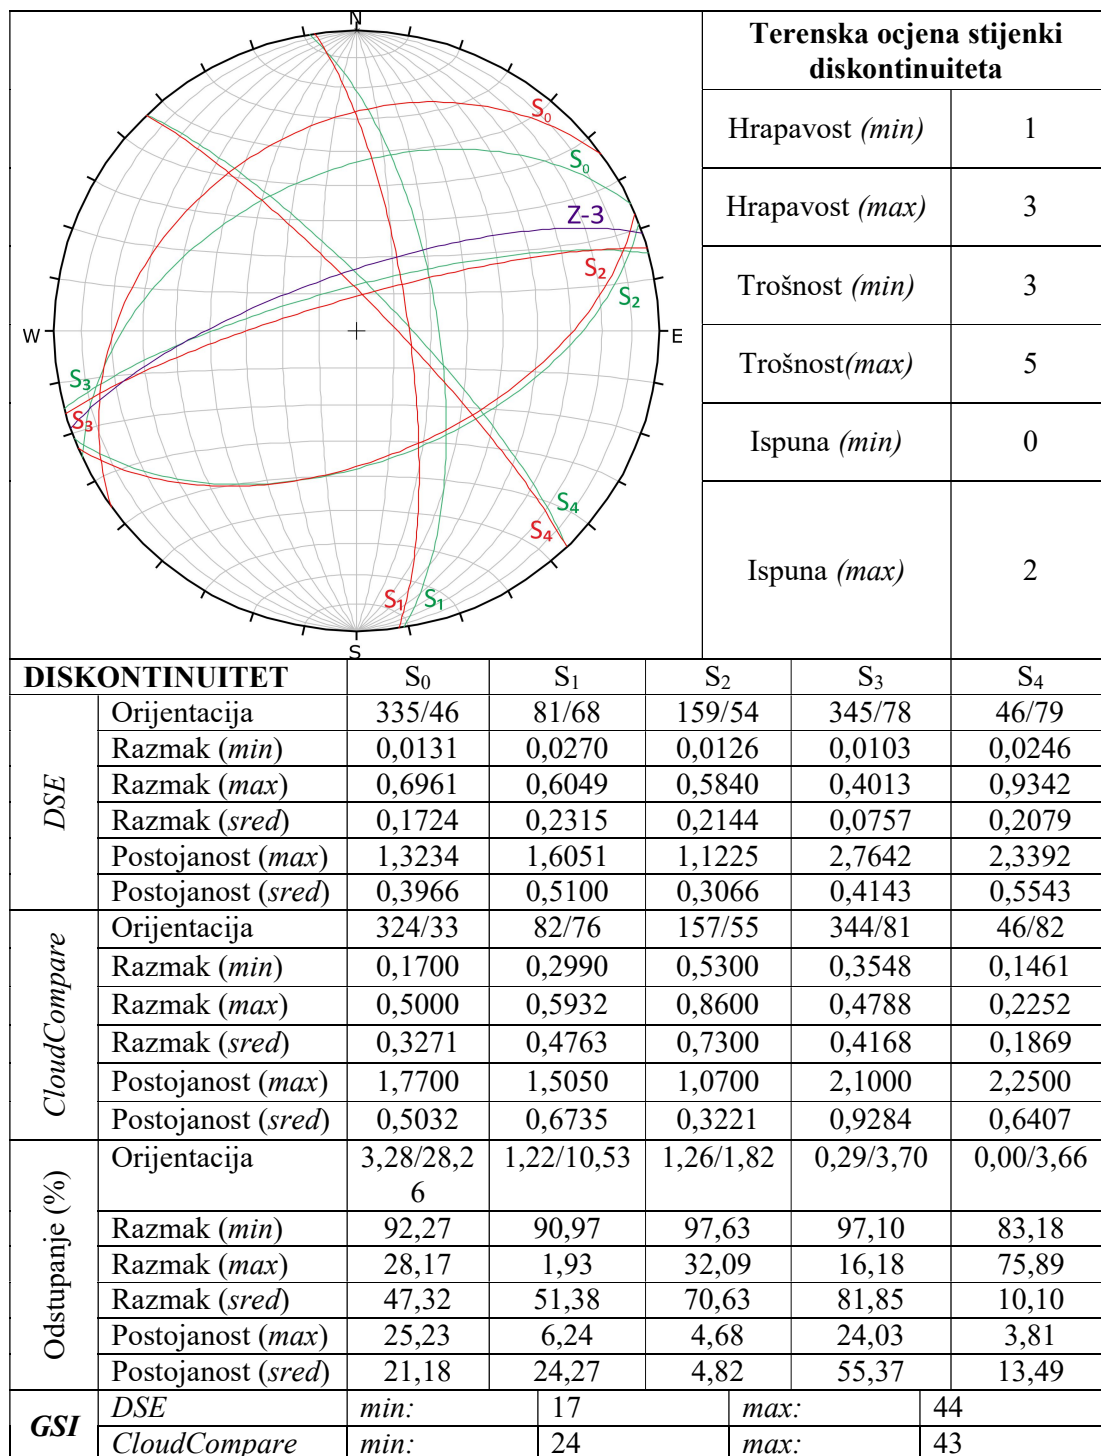 N
S₀
S₀
Z-3
S₂
S₂
W
E
S₃
S₃
S₄
S₄
S₁
S₁
S
Terenska ocjena stijenki
diskontinuiteta
Hrapavost (min) 1
Hrapavost (max) 3
Trošnost (min) 3
Trošnost(max) 5
Ispuna (min) 0
Ispuna (max) 2
DISKONTINUITET S₀ S₁ S₂ S₃ S₄
DSE
Orijentacija 335/46 81/68 159/54 345/78 46/79
Razmak (min) 0,0131 0,0270 0,0126 0,0103 0,0246
Razmak (max) 0,6961 0,6049 0,5840 0,4013 0,9342
Razmak (sred) 0,1724 0,2315 0,2144 0,0757 0,2079
Postojanost (max) 1,3234 1,6051 1,1225 2,7642 2,3392
Postojanost (sred) 0,3966 0,5100 0,3066 0,4143 0,5543
CloudCompare
Orijentacija 324/33 82/76 157/55 344/81 46/82
Razmak (min) 0,1700 0,2990 0,5300 0,3548 0,1461
Razmak (max) 0,5000 0,5932 0,8600 0,4788 0,2252
Razmak (sred) 0,3271 0,4763 0,7300 0,4168 0,1869
Postojanost (max) 1,7700 1,5050 1,0700 2,1000 2,2500
Postojanost (sred) 0,5032 0,6735 0,3221 0,9284 0,6407
Odstupanje (%)
Orijentacija 3,28/28,2 1,22/10,53 1,26/1,82 0,29/3,70 0,00/3,66
6
Razmak (min) 92,27 90,97 97,63 97,10 83,18
Razmak (max) 28,17 1,93 32,09 16,18 75,89
Razmak (sred) 47,32 51,38 70,63 81,85 10,10
Postojanost (max) 25,23 6,24 4,68 24,03 3,81
Postojanost (sred) 21,18 24,27 4,82 55,37 13,49
GSI
DSE min: 17 max: 44
CloudCompare min: 24 max: 43